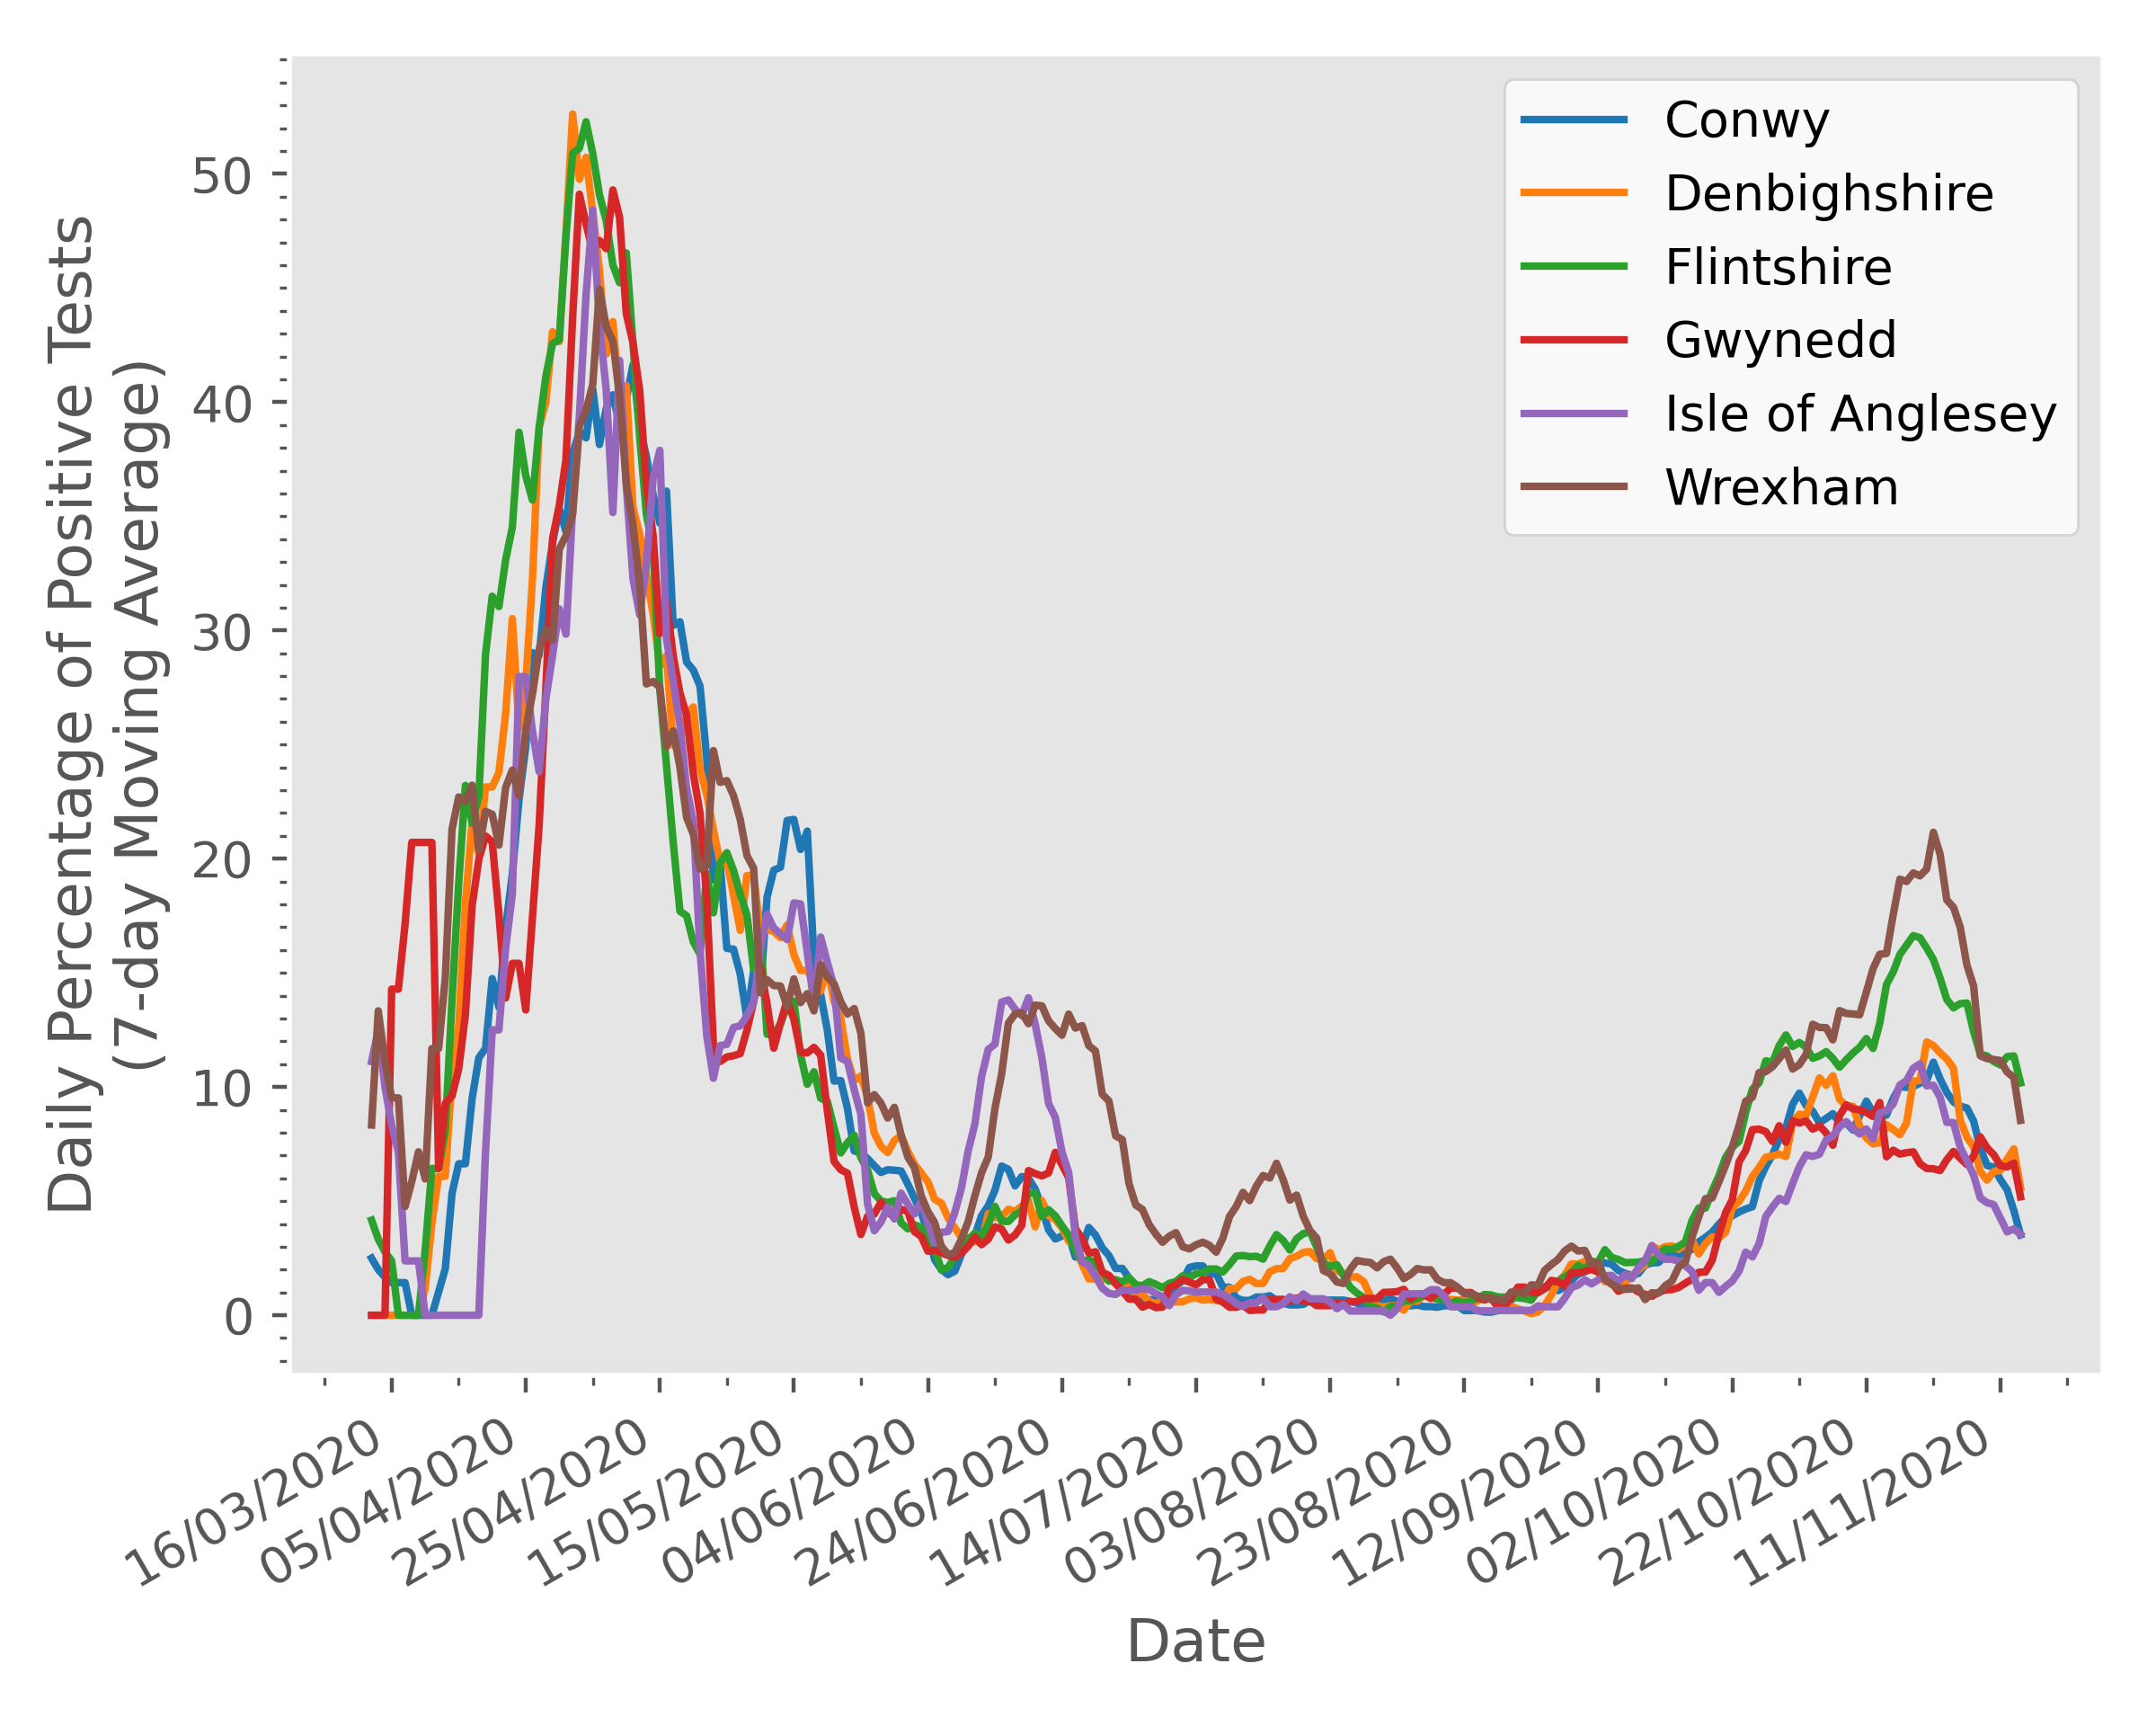 Daily Percentage of Positive Tests
(7-day Moving Average)
50
40
30
20
10
0
Conwy
Denbighshire
Flintshire
Gwynedd
Isle of Anglesey
Wrexham
16/03/2020
05/04/2020
25/04/2020
15/05/2020
04/06/2020
24/06/2020
14/07/2020
03/08/2020
23/08/2020
12/09/2020
02/10/2020
22/10/2020
11/11/2020
Date